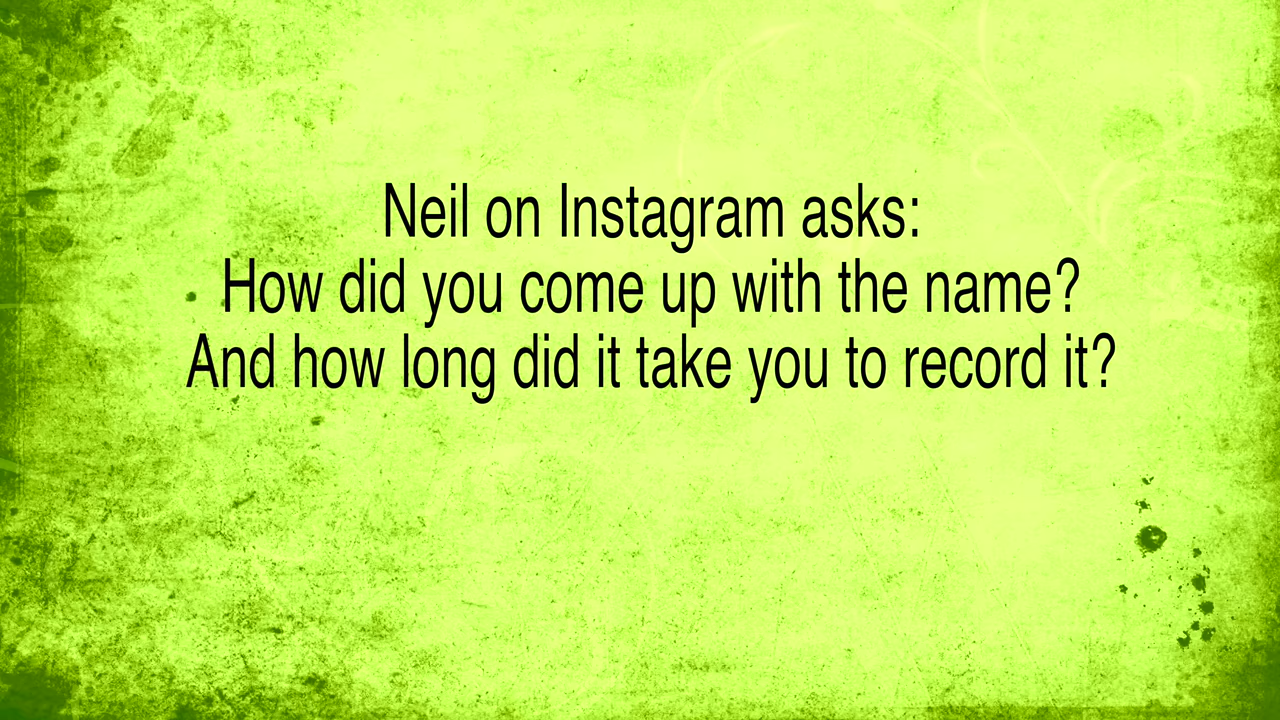 Neil on Instagram asks:
How did you come up with the name?
And how long did it take you to record it?